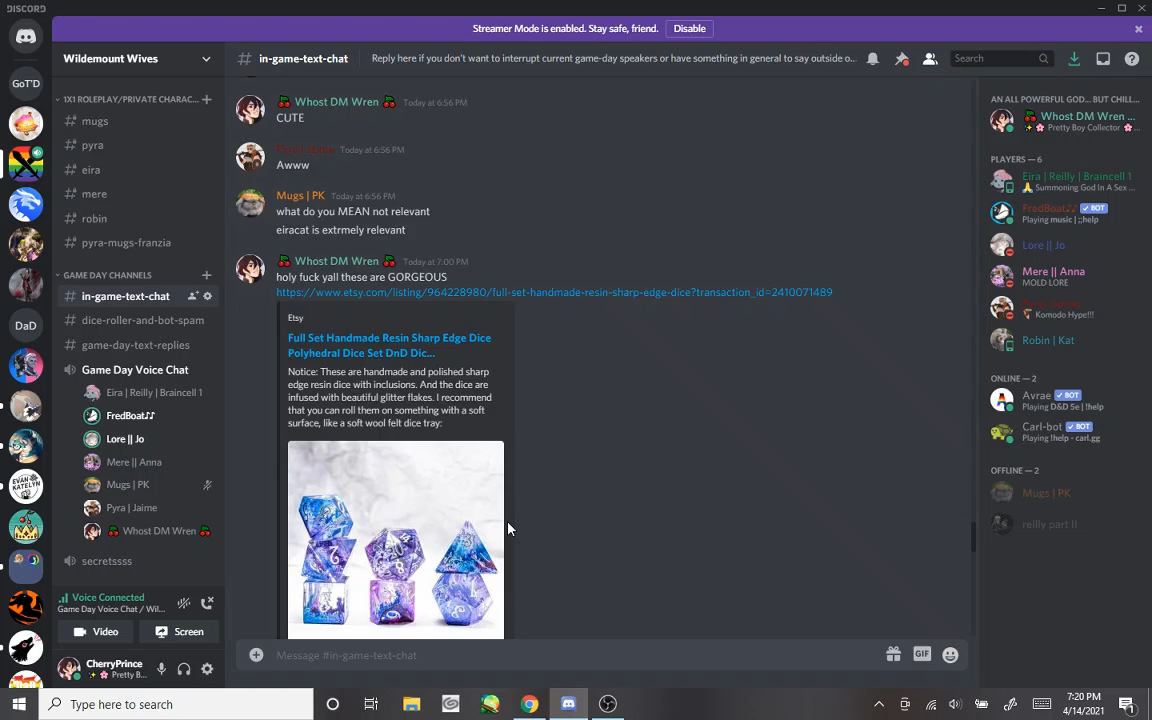 DISCORD
Streamer Mode is enabled. Stay safe, friend.
Disable
GoT'D
DaD
EVAN
KATELYN
Wildemount Wives
1X1 ROLEPLAY/PRIVATE CHARAC...
mugs
pyra
eira
mere
robin
pyra-mugs-franzia
GAME DAY CHANNELS
in-game-text-chat
dice-roller-and-bot-spam
game-day-text-replies
Game Day Voice Chat
Eira | Reilly | Braincell 1
FredBoat♪♪
Lore || Jo
Mere || Anna
Mugs | PK
Pyra | Jaime
🍒 Whost DM Wren 🍒
secretssss
Voice Connected
Game Day Voice Chat / Wil...
Video
Screen
CherryPrince
✨ 🌸 Pretty B...
# in-game-text-chat
Reply here if you don't want to interrupt current game-day speakers or have something in general to say outside o...
Search
🍒 Whost DM Wren 🍒 Today at 6:56 PM
CUTE
Pyra | Jaime Today at 6:56 PM
Awww
Mugs | PK Today at 6:56 PM
what do you MEAN not relevant
eiracat is extrmely relevant
🍒 Whost DM Wren 🍒 Today at 7:00 PM
holy fuck yall these are GORGEOUS
https://www.etsy.com/listing/964228980/full-set-handmade-resin-sharp-edge-dice?transaction_id=2410071489
Etsy
Full Set Handmade Resin Sharp Edge Dice
Polyhedral Dice Set DnD Dic...
Notice: These are handmade and polished sharp
edge resin dice with inclusions. And the dice are
infused with beautiful glitter flakes. I recommend
that you can roll them on something with a soft
surface, like a soft wool felt dice tray:
Message #in-game-text-chat
GIF
AN ALL POWERFUL GOD... BUT CHILL...
🍒 Whost DM Wren ...
✨ 🌸 Pretty Boy Collector 🌸 ...
PLAYERS — 6
Eira | Reilly | Braincell 1
🙏 Summoning God In A Sex ...
FredBoat♪♪ ✓ BOT
Playing music | ;;help
Lore || Jo
Mere || Anna
MOLD LORE
Pyra | Jaime
Komodo Hype!!!
Robin | Kat
ONLINE — 2
Avrae ✓ BOT
Playing D&D 5e | !help
Carl-bot ✓ BOT
Playing !help - carl.gg
OFFLINE — 2
Mugs | PK
reilly part II
Type here to search
7:20 PM
4/14/2021
1